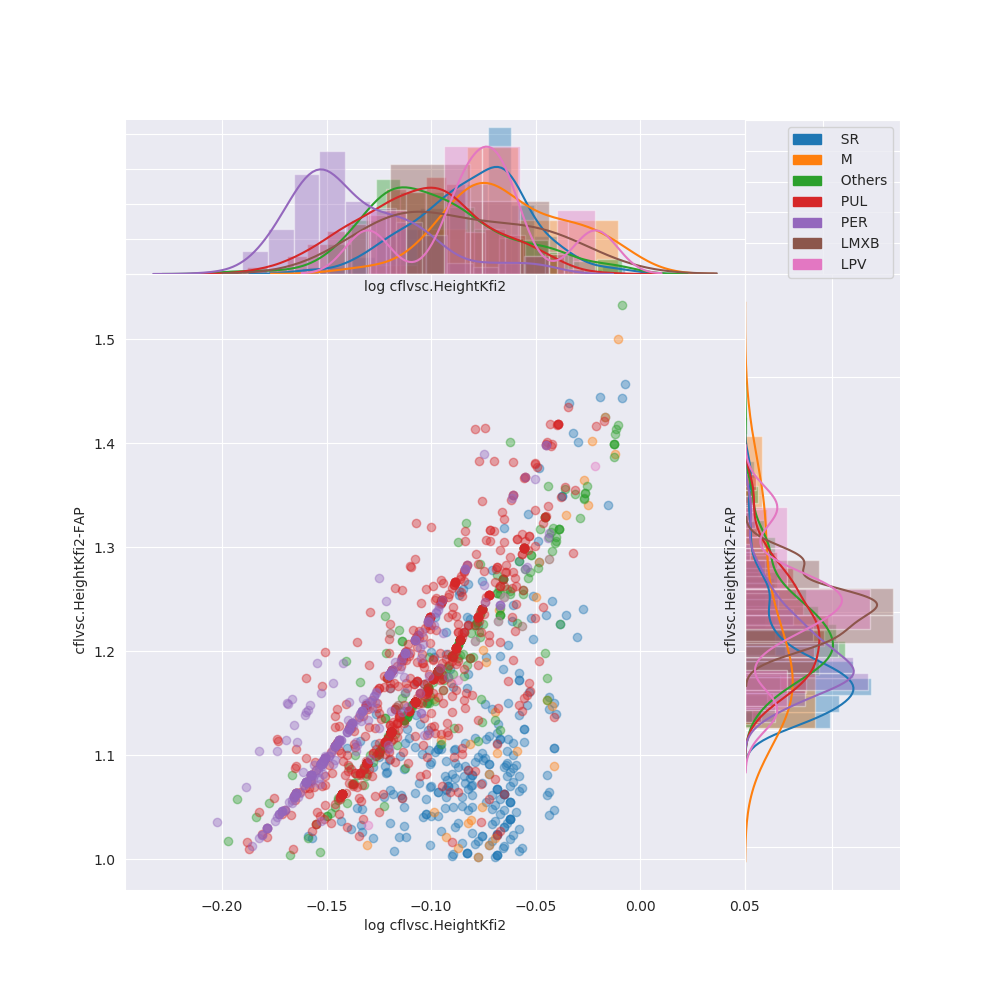 SR
M
Others
PUL
PER
LMXB
LPV
log cflvsc.HeightKfi2
1.5
1.4
1.3
1.2
1.1
1.0
cflvsc.HeightKfi2-FAP
cflvsc.HeightKfi2-FAP
−0.20
−0.15
−0.10
−0.05
0.00
0.05
log cflvsc.HeightKfi2